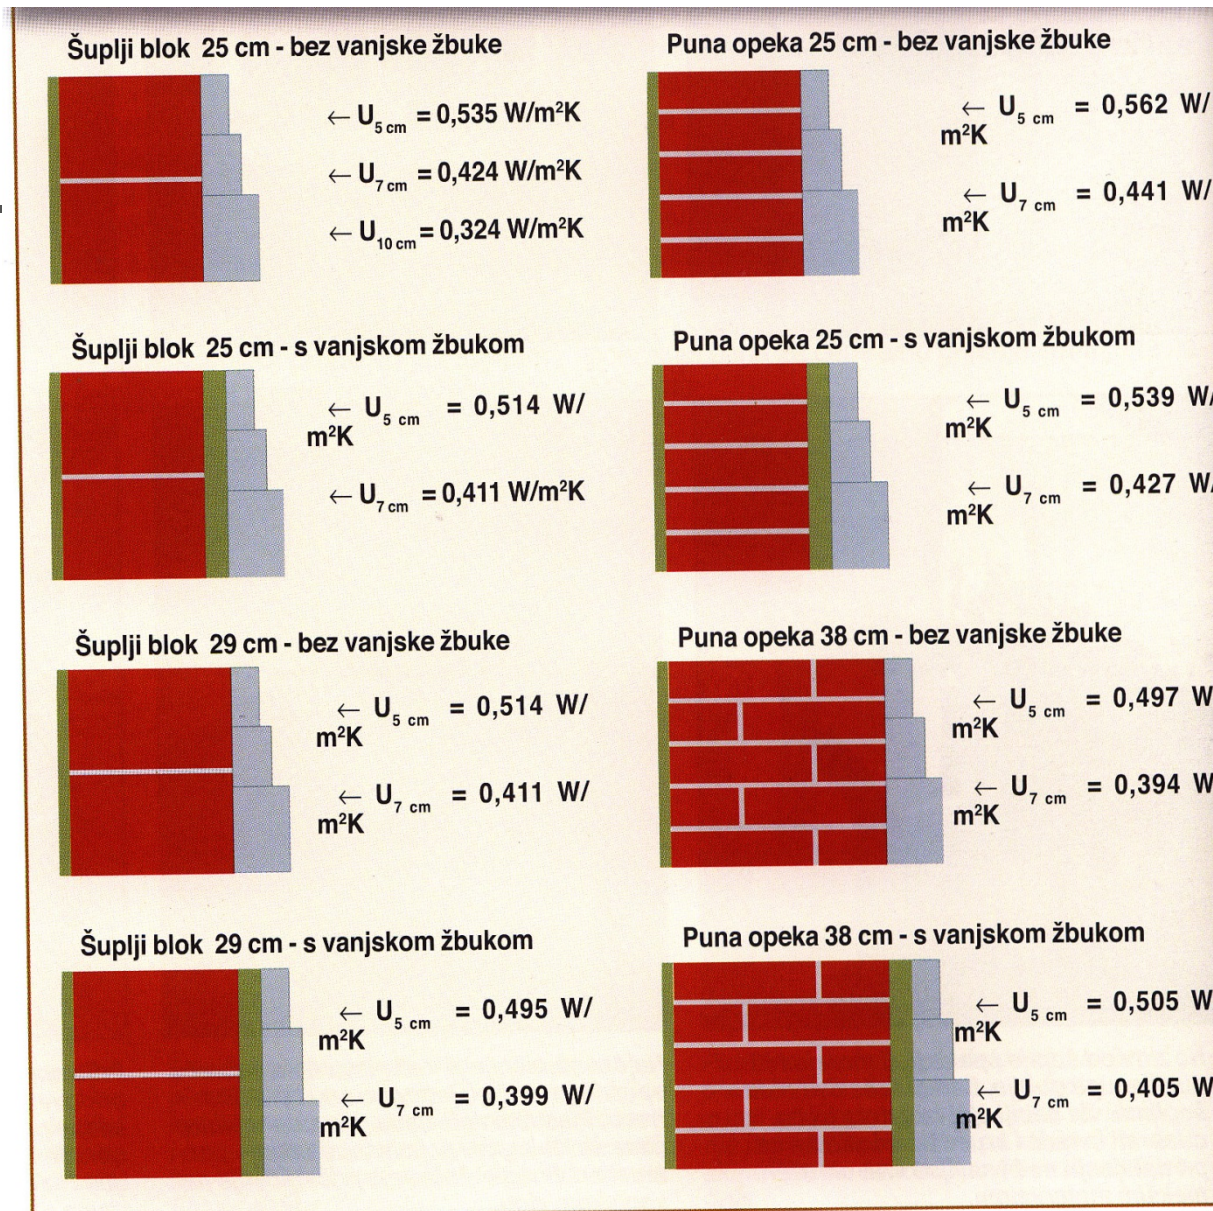 Šuplji blok 25 cm - bez vanjske žbuke
← U5 cm = 0,535 W/m²K
← U7 cm = 0,424 W/m²K
← U10 cm = 0,324 W/m²K
Puna opeka 25 cm - bez vanjske žbuke
← U5 cm = 0,562 W/
m²K
← U7 cm = 0,441 W/
m²K
Šuplji blok 25 cm - s vanjskom žbukom
← U5 cm = 0,514 W/
m²K
← U7 cm = 0,411 W/m²K
Puna opeka 25 cm - s vanjskom žbukom
← U5 cm = 0,539 W/
m²K
← U7 cm = 0,427 W/
m²K
Šuplji blok 29 cm - bez vanjske žbuke
← U5 cm = 0,514 W/
m²K
← U7 cm = 0,411 W/
m²K
Puna opeka 38 cm - bez vanjske žbuke
← U5 cm = 0,497 W
m²K
← U7 cm = 0,394 W
m²K
Šuplji blok 29 cm - s vanjskom žbukom
← U5 cm = 0,495 W/
m²K
← U7 cm = 0,399 W/
m²K
Puna opeka 38 cm - s vanjskom žbukom
← U5 cm = 0,505 W
m²K
← U7 cm = 0,405 W
m²K